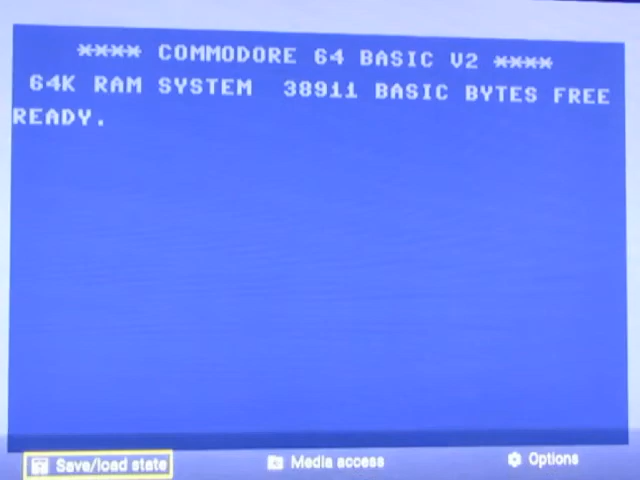 **** COMMODORE 64 BASIC V2 ****
64K RAM SYSTEM 38911 BASIC BYTES FREE
READY.
Save/load state Media access Options